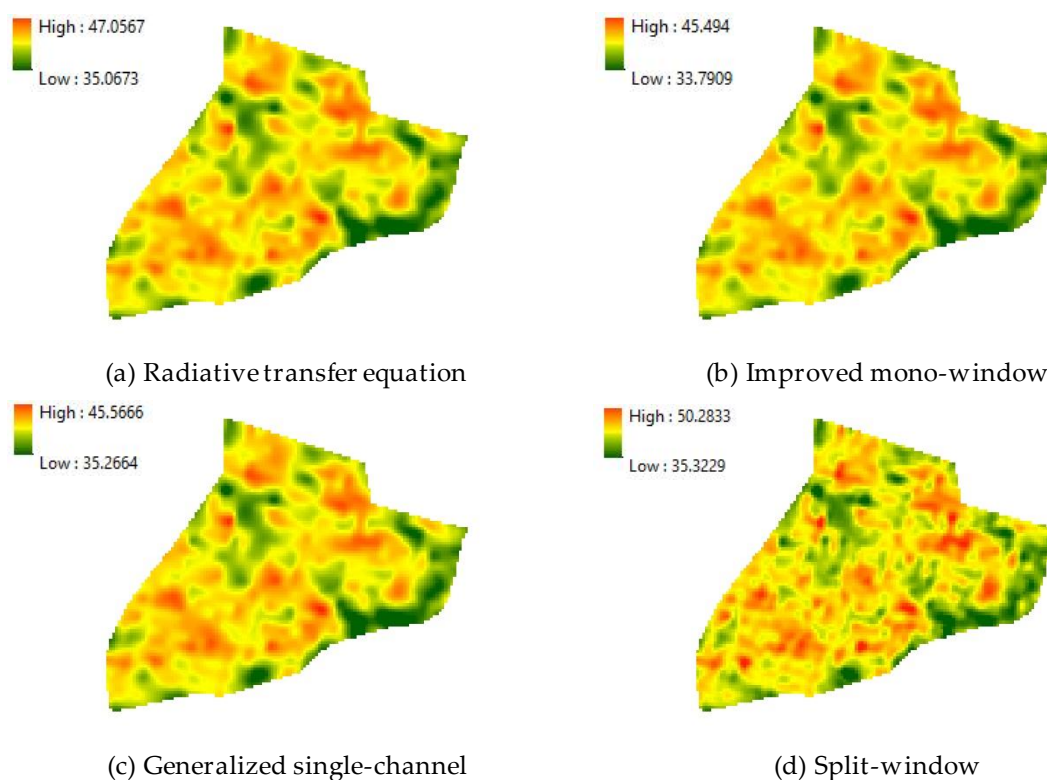 High : 47.0567
Low : 35.0673
High : 45.494
Low : 33.7909
(a) Radiative transfer equation
(b) Improved mono-window
High : 45.5666
Low : 35.2664
High : 50.2833
Low : 35.3229
(c) Generalized single-channel
(d) Split-window